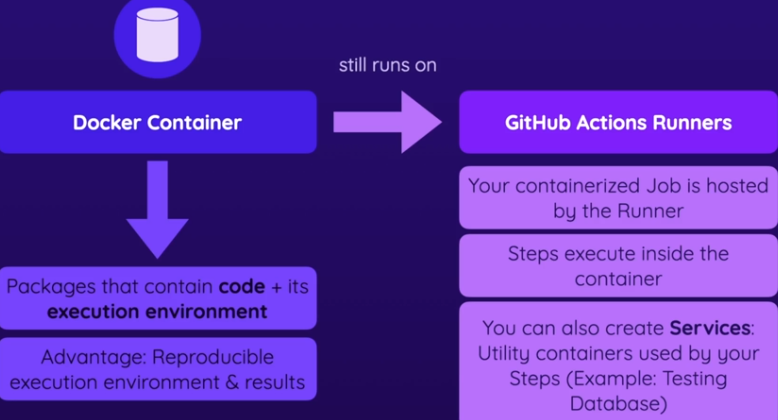 still runs on
Docker Container
GitHub Actions Runners
Packages that contain code + its
execution environment
Advantage: Reproducible
execution environment & results
Your containerized Job is hosted
by the Runner
Steps execute inside the
container
You can also create Services:
Utility containers used by your
Steps (Example: Testing
Database)